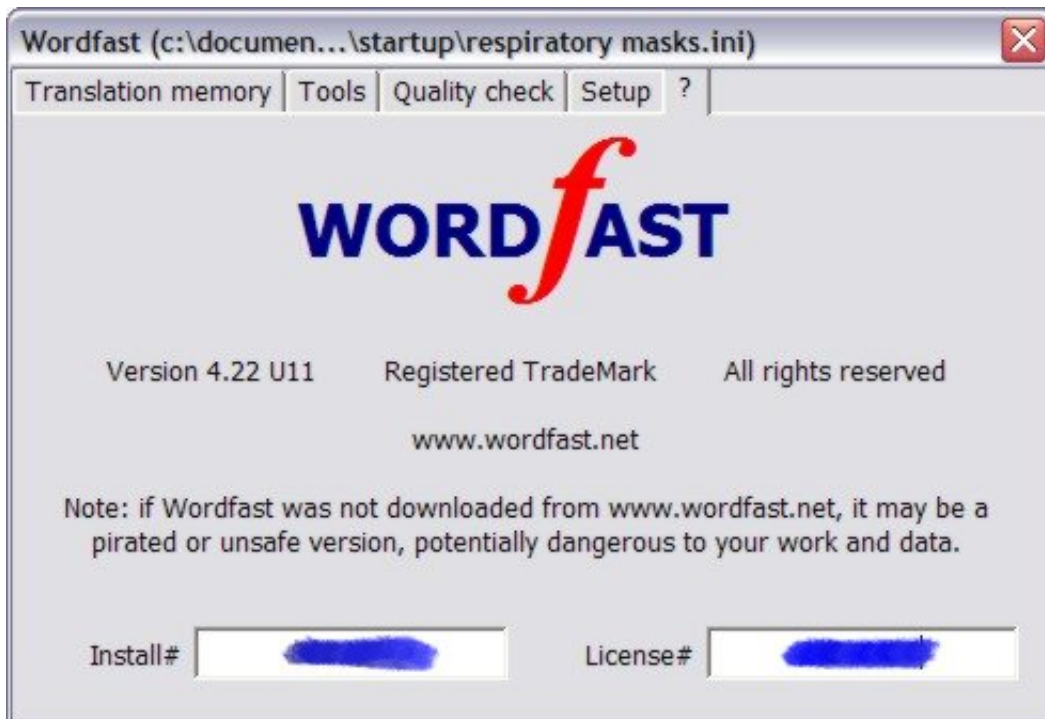 Wordfast (c:\documen...\startup\respiratory masks.ini)
Translation memory Tools Quality check Setup ?
WORDfAST
Version 4.22 U11 Registered TradeMark All rights reserved
www.wordfast.net
Note: if Wordfast was not downloaded from www.wordfast.net, it may be a
pirated or unsafe version, potentially dangerous to your work and data.
Install# License#